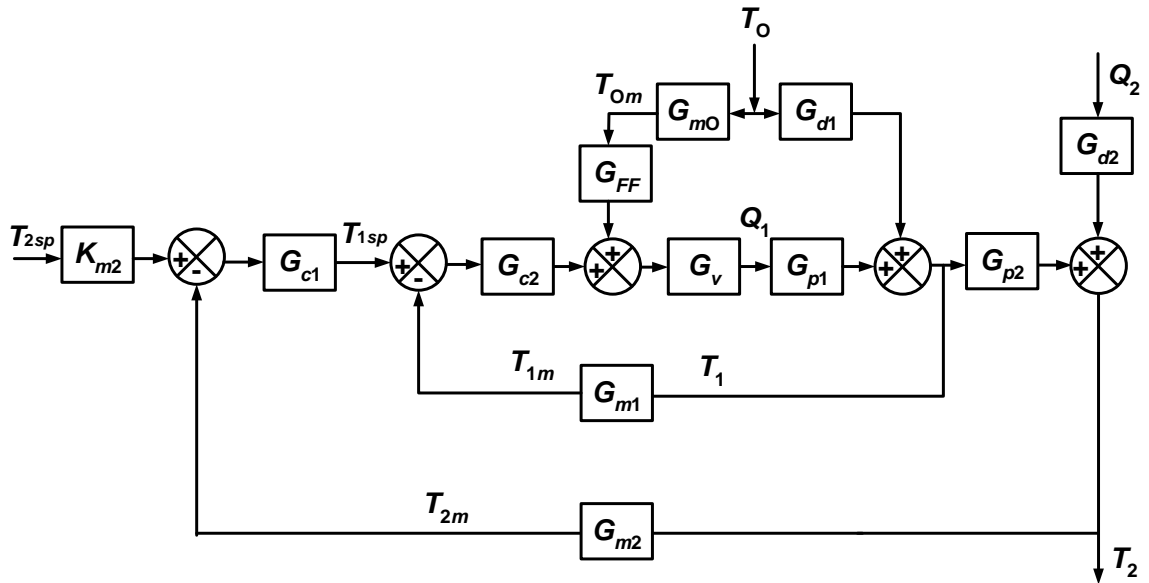 T_O
T_Om
G_mO
G_d1
Q_2
G_d2
G_FF
T_2sp
K_m2
+
-
G_c1
T_1sp
+
-
G_c2
+
+
G_v
Q_1
G_p1
+
+
G_p2
+
+
T_1m
G_m1
T_1
T_2m
G_m2
T_2